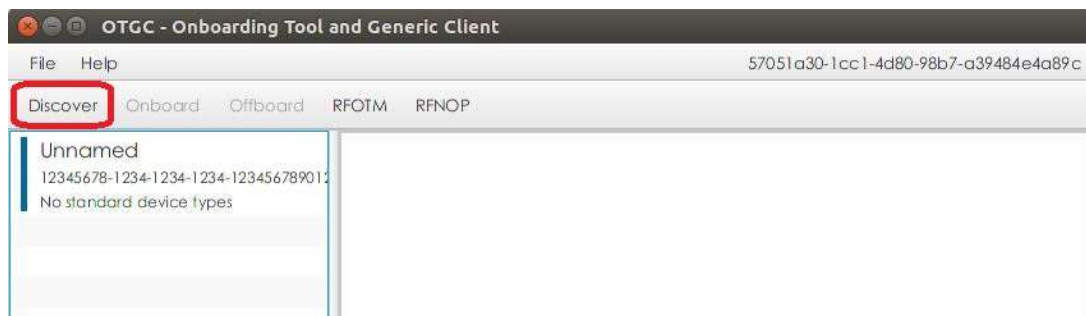 OTGC - Onboarding Tool and Generic Client
File Help 57051a30-1cc1-4d80-98b7-a39484e4a89c
Discover Onboard Offboard RFOTM RFNOP
Unnamed
12345678-1234-1234-1234-123456789012
No standard device types